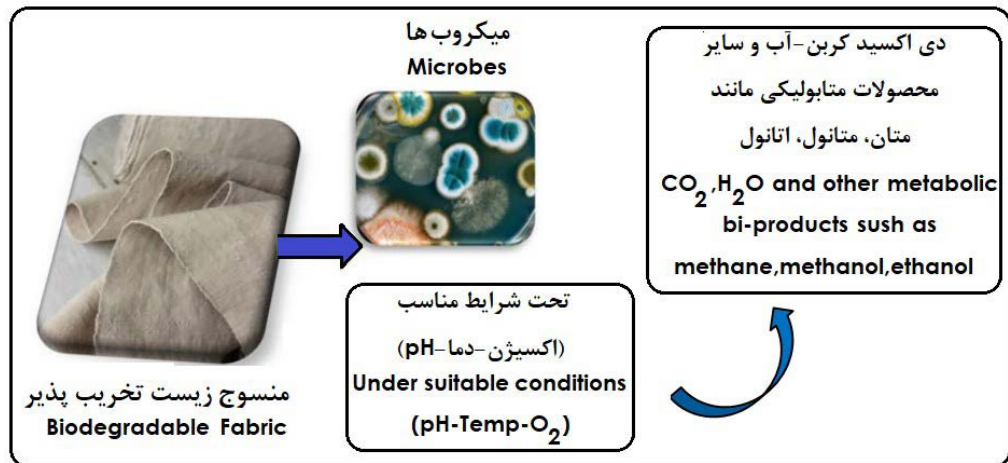 منسوج زیست تخریب پذیر
Biodegradable Fabric
میکروب ها
Microbes
تحت شرایط مناسب
(اکسیژن-دما-pH)
Under suitable conditions
(pH-Temp-O₂)
دی اکسید کربن-آب و سایر
محصولات متابولیکی مانند
متان، متانول، اتانول
CO₂,H₂O and other metabolic
bi-products sush as
methane,methanol,ethanol